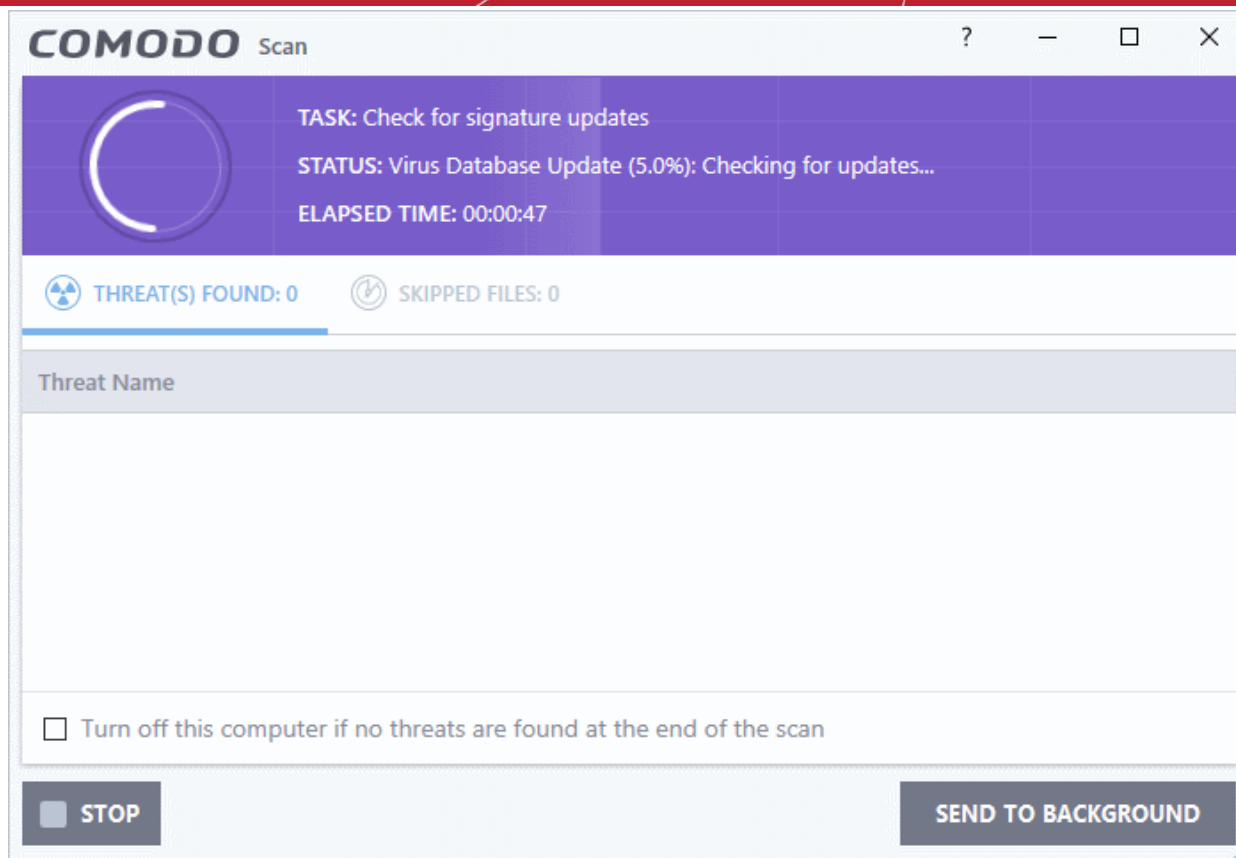 COMODO Scan ?
TASK: Check for signature updates
STATUS: Virus Database Update (5.0%): Checking for updates...
ELAPSED TIME: 00:00:47
THREAT(S) FOUND: 0 SKIPPED FILES: 0
Threat Name
Turn off this computer if no threats are found at the end of the scan
STOP SEND TO BACKGROUND